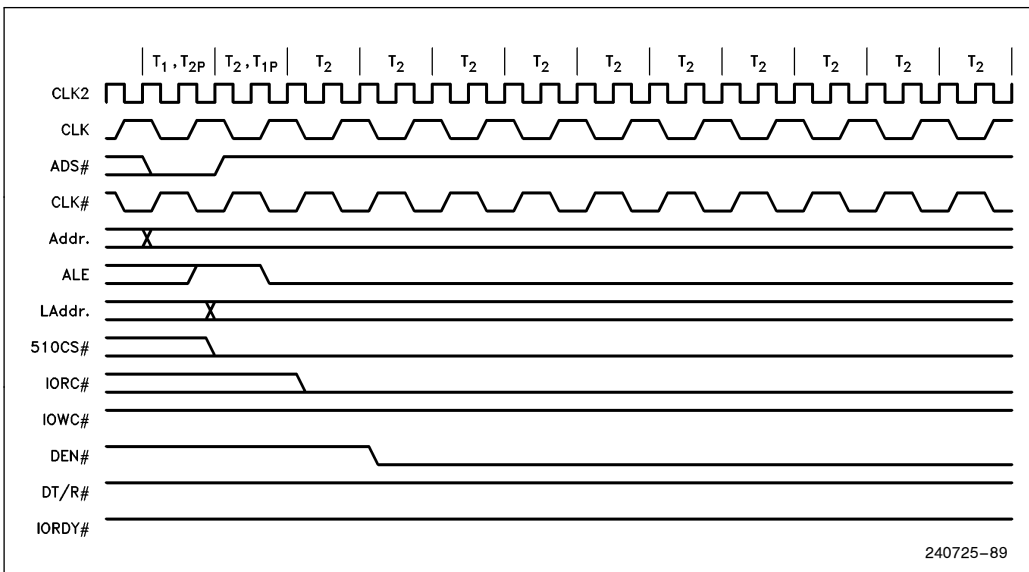 T1,T2P T2,T1P T2 T2 T2 T2 T2 T2 T2 T2 T2 T2
CLK2
CLK
ADS#
CLK#
Addr.
ALE
LAddr.
510CS#
IORC#
IOWC#
DEN#
DT/R#
IORDY#
240725-89